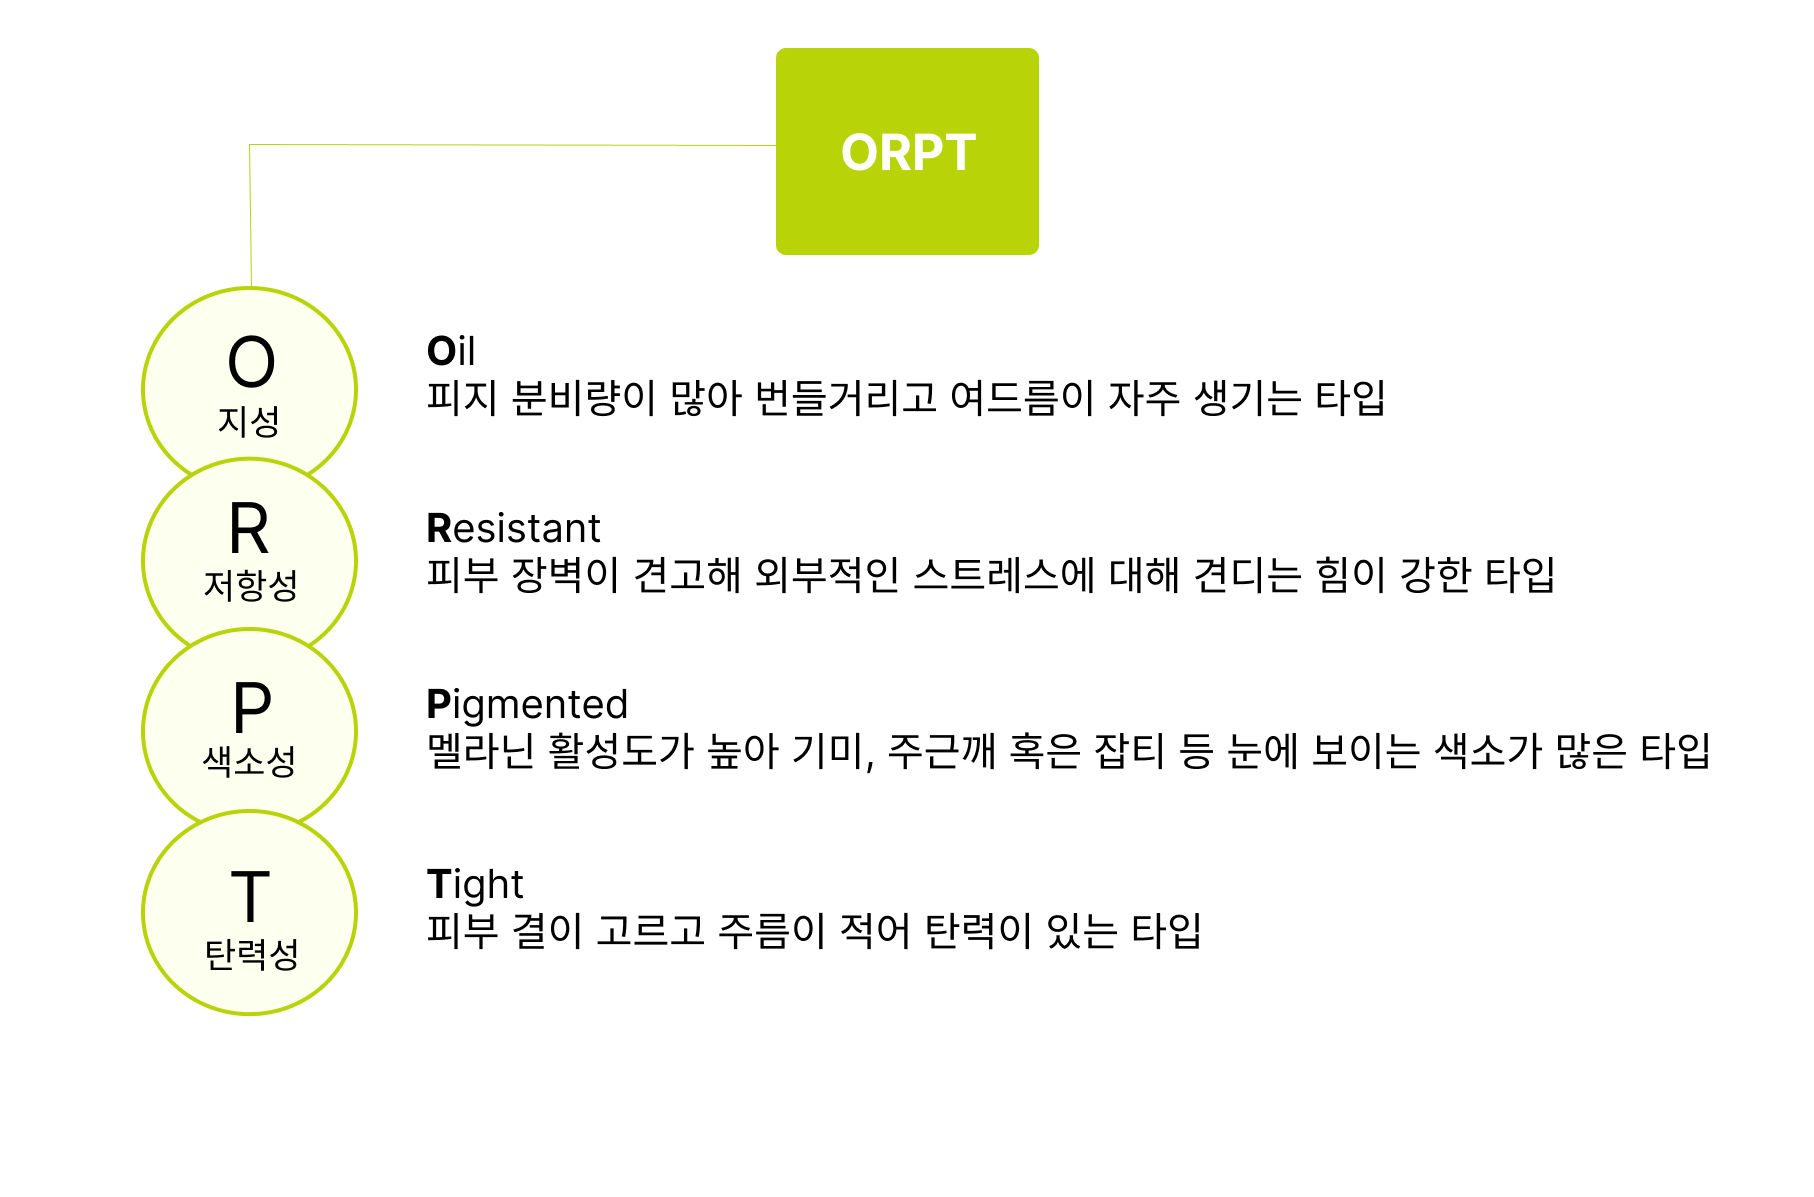 ORPT
O
지성
Oil
피지 분비량이 많아 번들거리고 여드름이 자주 생기는 타입
R
저항성
Resistant
피부 장벽이 견고해 외부적인 스트레스에 대해 견디는 힘이 강한 타입
P
색소성
Pigmented
멜라닌 활성도가 높아 기미, 주근깨 혹은 잡티 등 눈에 보이는 색소가 많은 타입
T
탄력성
Tight
피부 결이 고르고 주름이 적어 탄력이 있는 타입